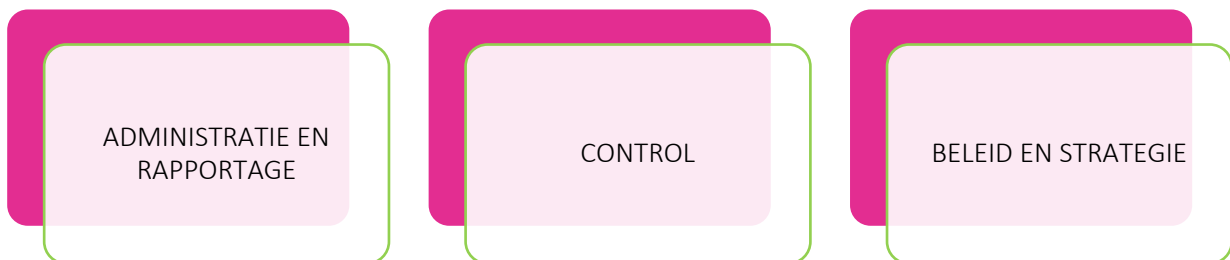 ADMINISTRATIE EN
RAPPORTAGE
CONTROL
BELEID EN STRATEGIE